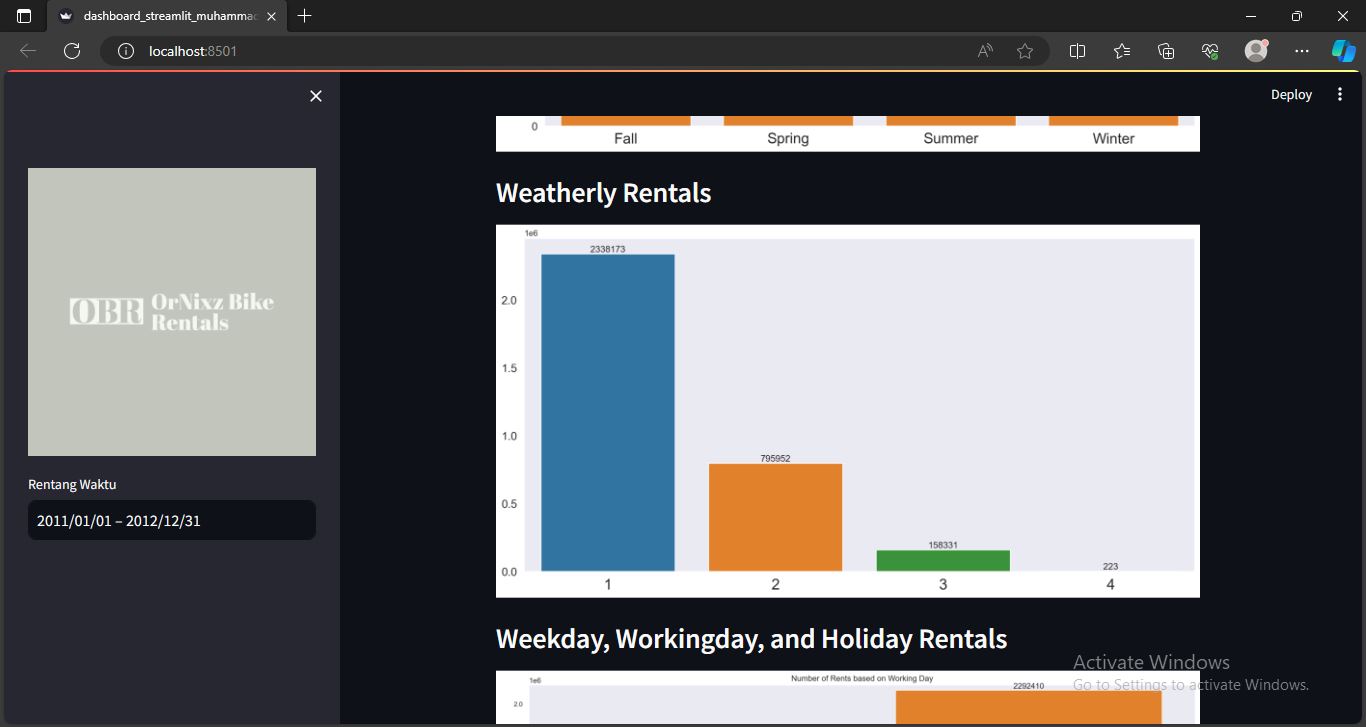 dashboard_streamlit_muhammad
localhost:8501
Deploy
OBR OrNixz Bike
Rentals
Rentang Waktu
2011/01/01 – 2012/12/31
0
Fall Spring Summer Winter
Weatherly Rentals
1e6
2338173
2.0
1.5
1.0
795952
0.5
158331
223
0.0
1 2 3 4
Weekday, Workingday, and Holiday Rentals
Number of Rents based on Working Day
1e6
2292410
2.0
Activate Windows
Go to Settings to activate Windows.